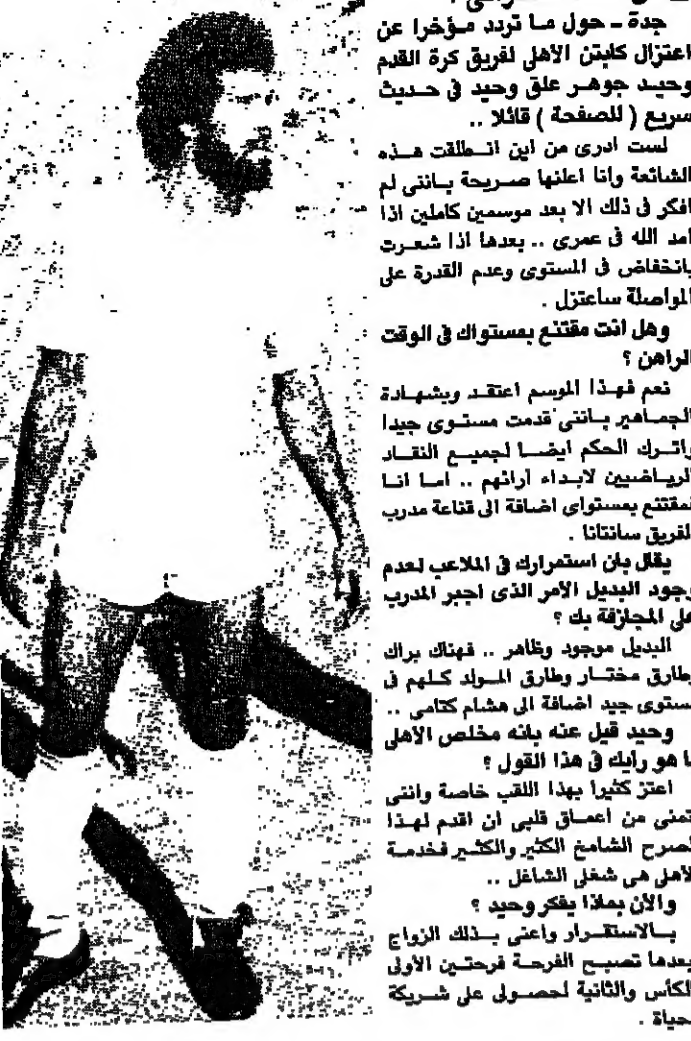 جدة ـ حول ما تردد مؤخرا عن
اعتزال كابتن الأهلى لفريق كرة القدم
وحيد جوهر علق وحيد فى حديث
سريع ( للصفحة ) قائلا ..
لست ادرى من اين انطلقت هذه
الشائعة وانا اعلنها صريحة باننى لم
افكر فى ذلك الا بعد موسمين كاملين اذا
امد الله فى عمرى .. بعدها اذا شعرت
بانخفاض فى المستوى وعدم القدرة على
المواصلة ساعتزل .
وهل انت مقتنع بمستواك فى الوقت
الراهن ؟
نعم فهذا الموسم اعتقد وبشهادة
الجماهير باننى قدمت مستوى جيدا
واترك الحكم ايضا لجميع النقاد
الرياضيين لابداء آرائهم .. اما انا
فمقتنع بمستواى اضافة الى قناعة مدرب
الفريق سانتانا .
يقال بان استمرارك فى الملاعب لعدم
وجود البديل الأمر الذى اجبر المدرب
على المجازفة بك ؟
البديل موجود وظاهر .. فهناك براك
وطارق مختار وطارق المولد كلهم فى
مستوى جيد اضافة الى هشام كتامى ..
وحيد قيل عنه بانه مخلص الأهلى
ما هو رأيك فى هذا القول ؟
اعتز كثيرا بهذا اللقب خاصة واننى
اتمنى من اعماق قلبى ان اقدم لهذا
الصرح الشامخ الكثير والكثير فخدمة
الأهلى هى شغلى الشاغل ..
والأن بماذا يفكر وحيد ؟
بالاستقرار واعنى بذلك الزواج
بعدها تصبح الفرحة فرحتين الأولى
الكأس والثانية لحصولى على شريكة
حياة .